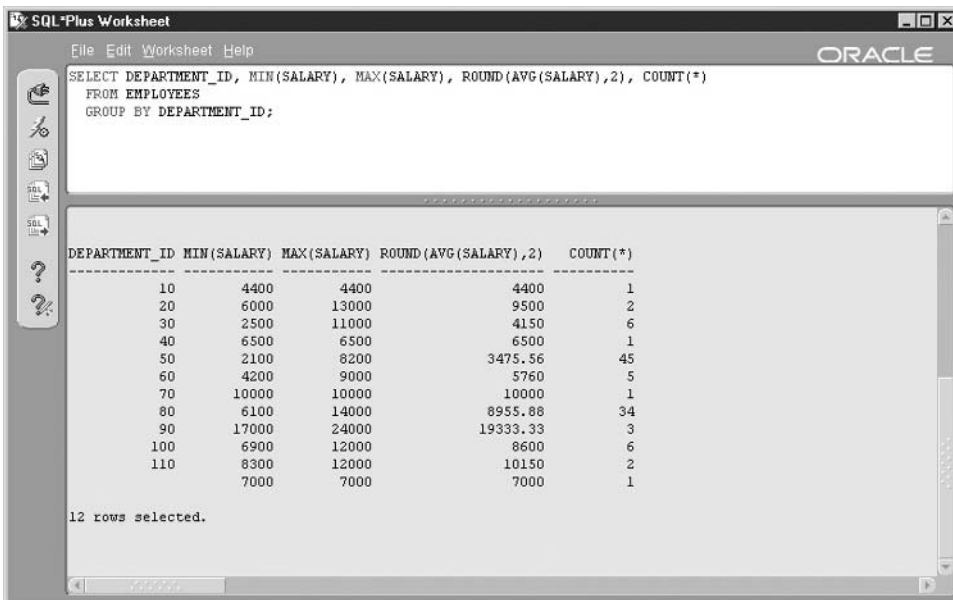 SQL*Plus Worksheet
File Edit Worksheet Help
ORACLE
SELECT DEPARTMENT_ID, MIN(SALARY), MAX(SALARY), ROUND(AVG(SALARY),2), COUNT(*)
FROM EMPLOYEES
GROUP BY DEPARTMENT_ID;
SQL
SQL
DEPARTMENT_ID MIN(SALARY) MAX(SALARY) ROUND(AVG(SALARY),2) COUNT(*)
------------- ----------- ----------- -------------------- ----------
10 4400 4400 4400 1
20 6000 13000 9500 2
30 2500 11000 4150 6
40 6500 6500 6500 1
50 2100 8200 3475.56 45
60 4200 9000 5760 5
70 10000 10000 10000 1
80 6100 14000 8955.88 34
90 17000 24000 19333.33 3
100 6900 12000 8600 6
110 8300 12000 10150 2
7000 7000 7000 1
12 rows selected.